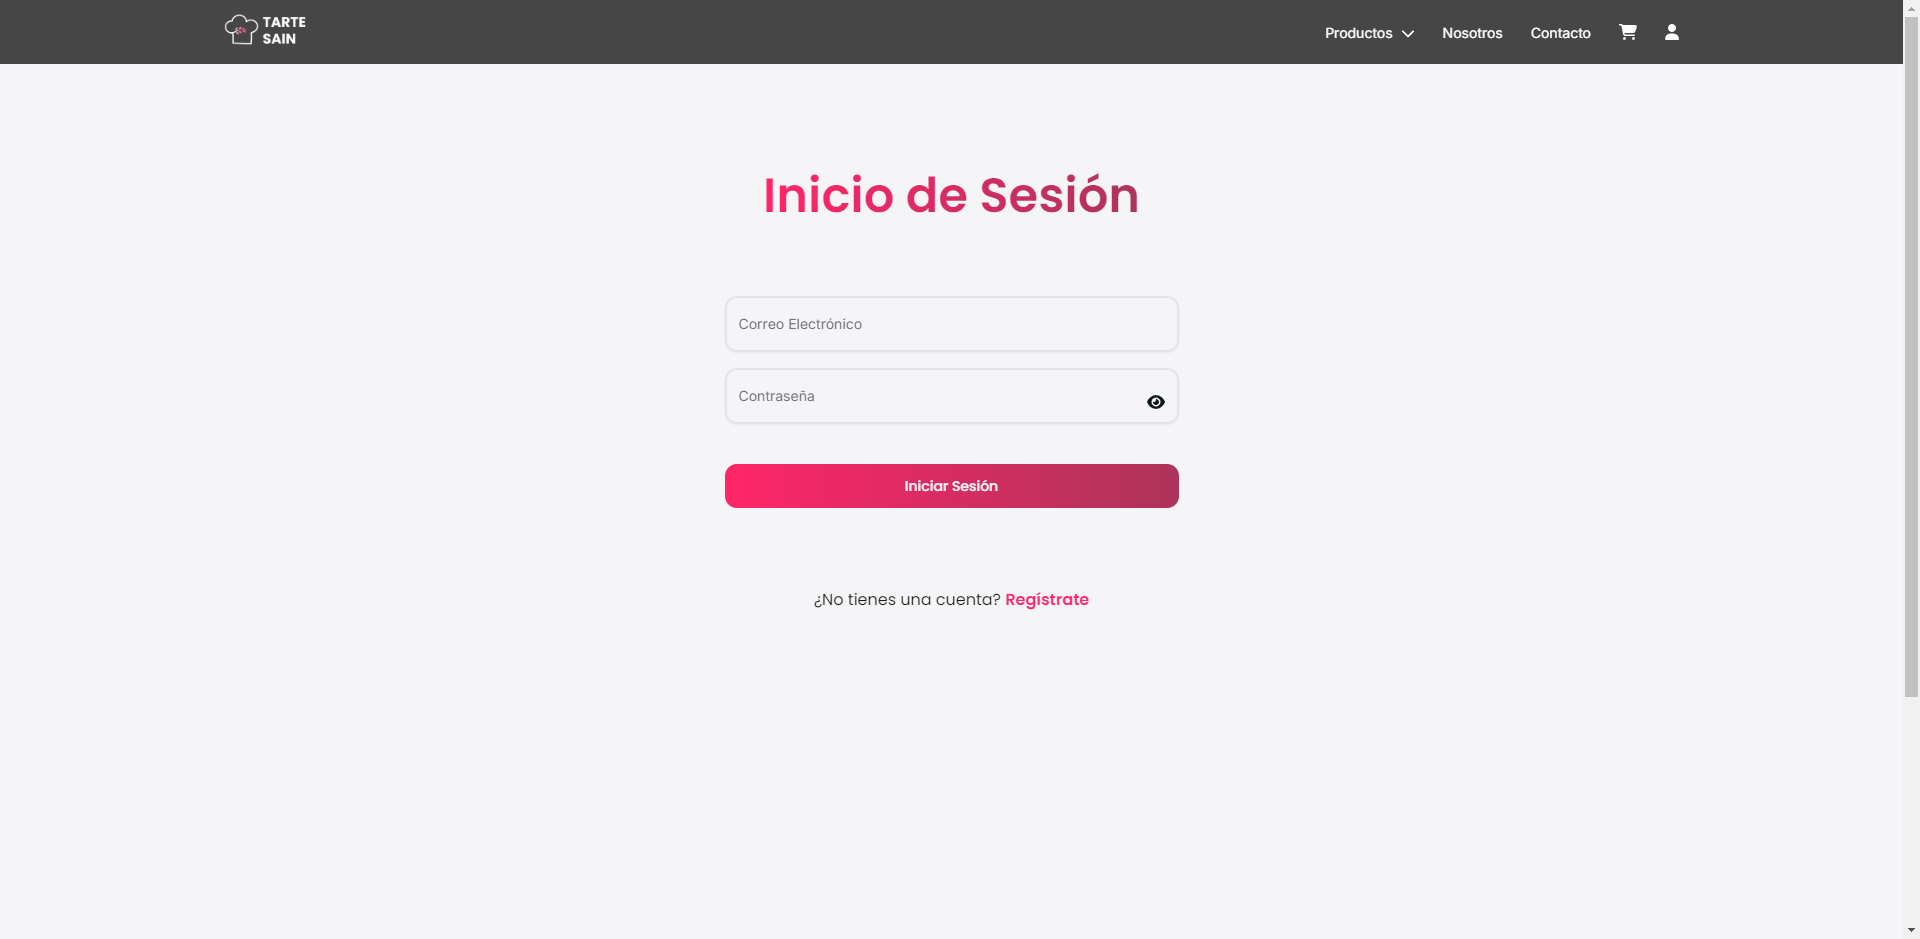 TARTE
SAIN
Productos
Nosotros
Contacto
Inicio de Sesión
Correo Electrónico
Contraseña
Iniciar Sesión
¿No tienes una cuenta? Regístrate